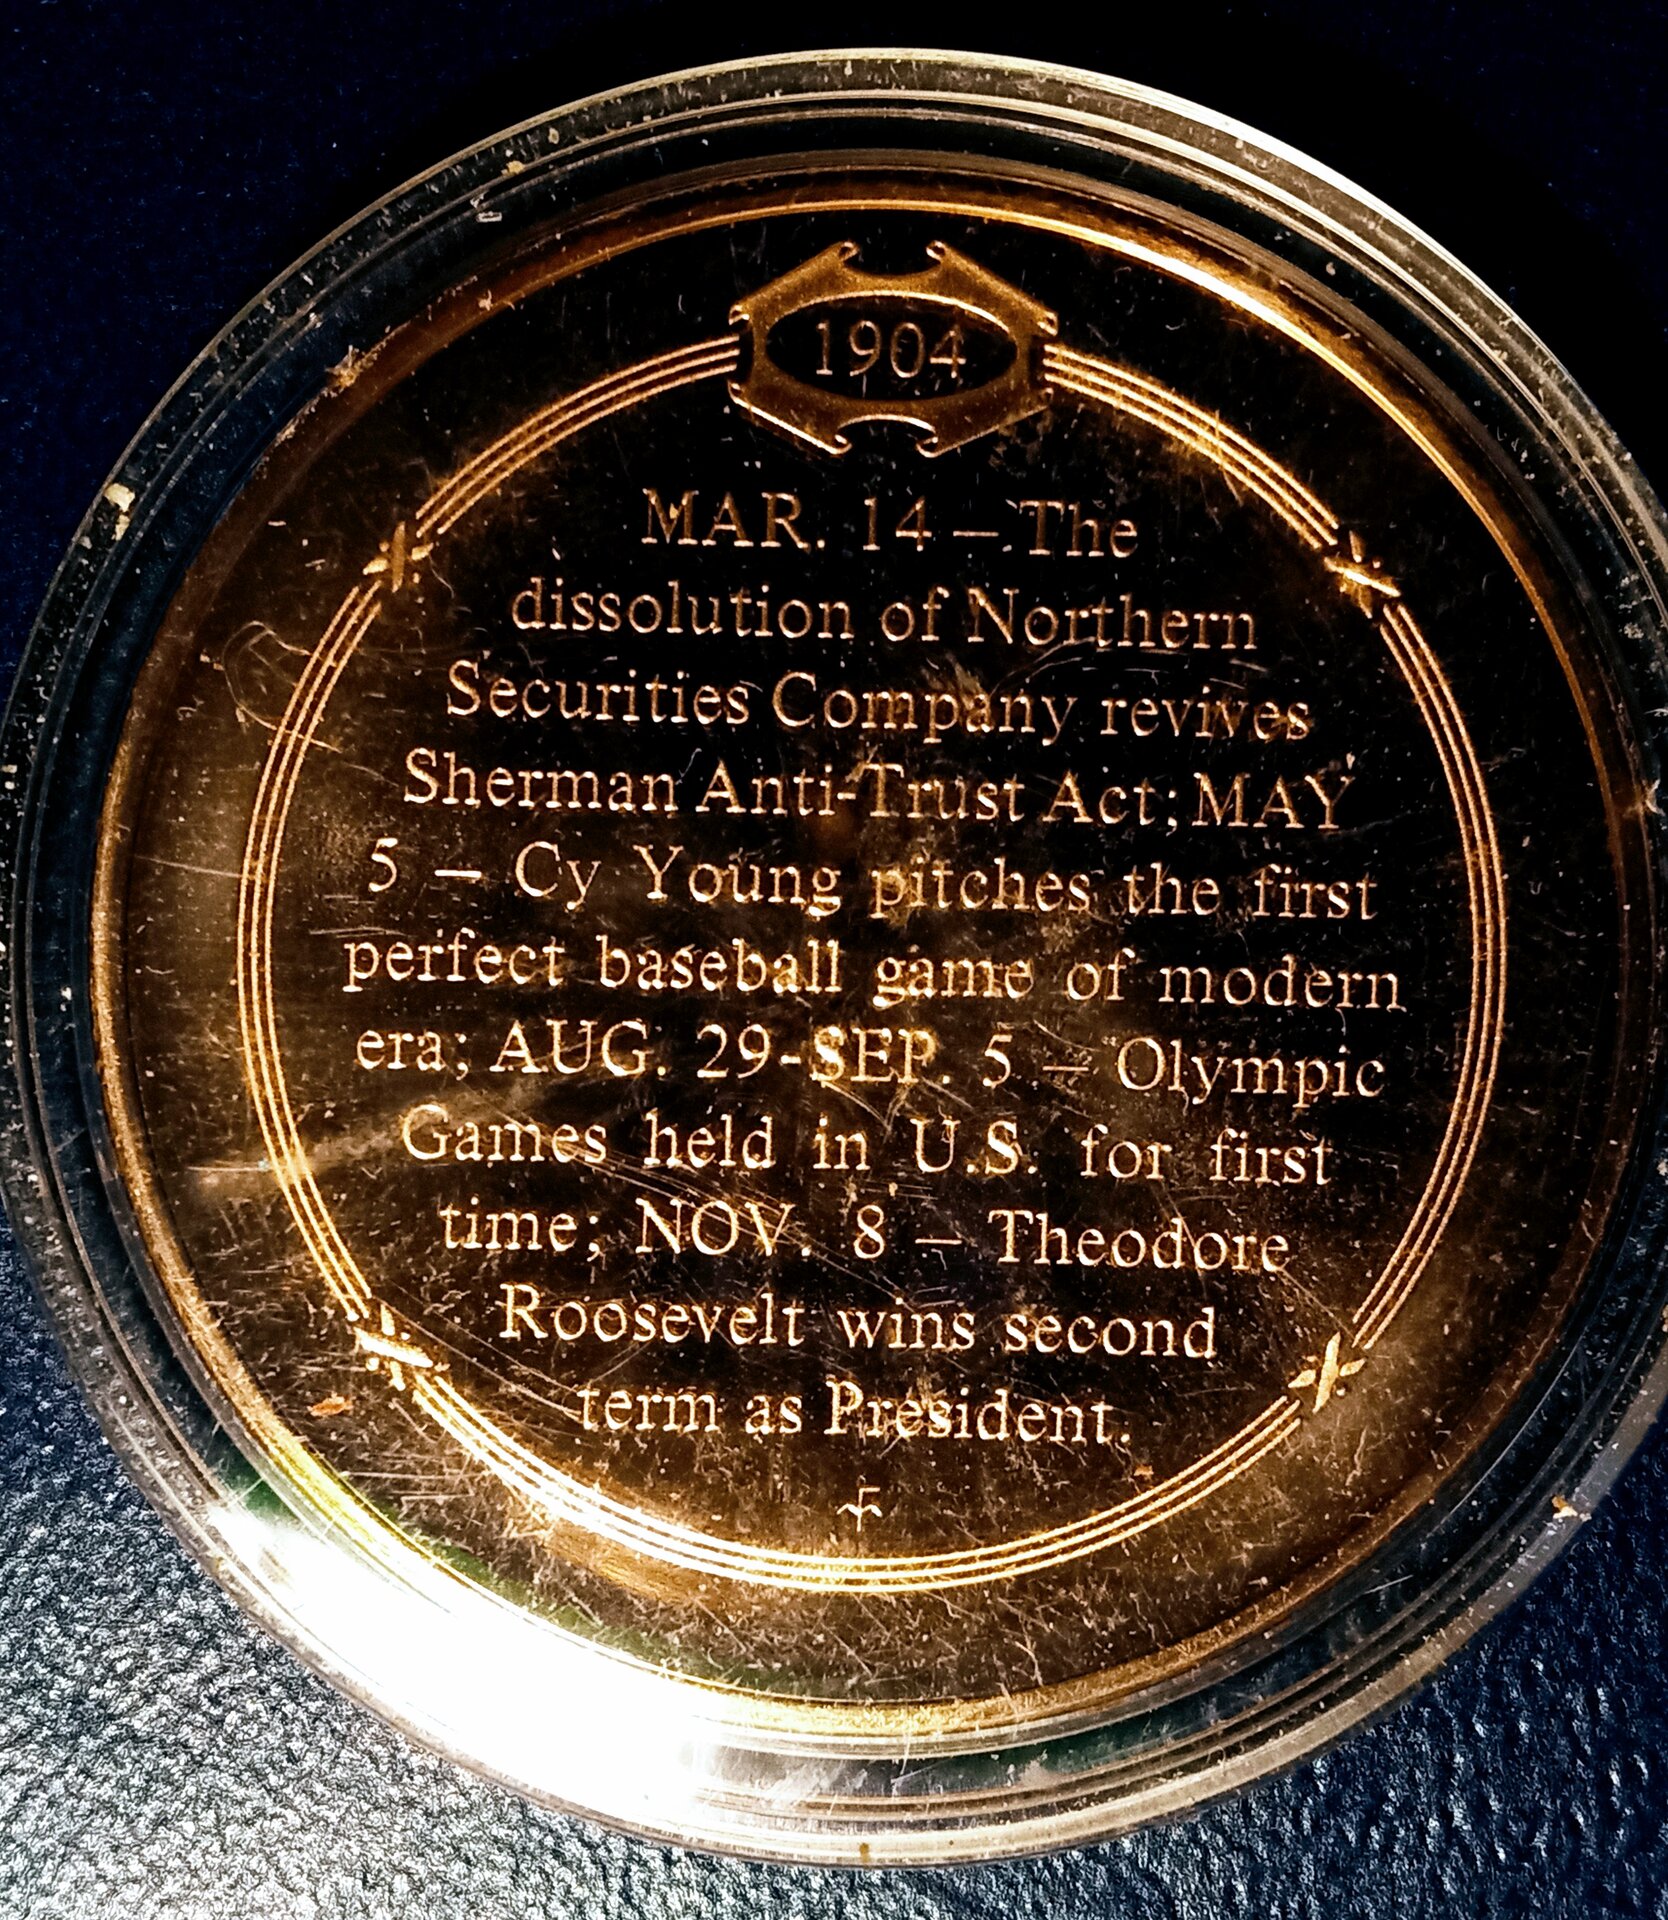 1904
MAR. 14 – The
dissolution of Northern
Securities Company revives
Sherman Anti-Trust Act; MAY
5 – Cy Young pitches the first
perfect baseball game of modern
era; AUG. 29-SEP. 5 – Olympic
Games held in U.S. for first
time; NOV. 8 – Theodore
Roosevelt wins second
term as President.